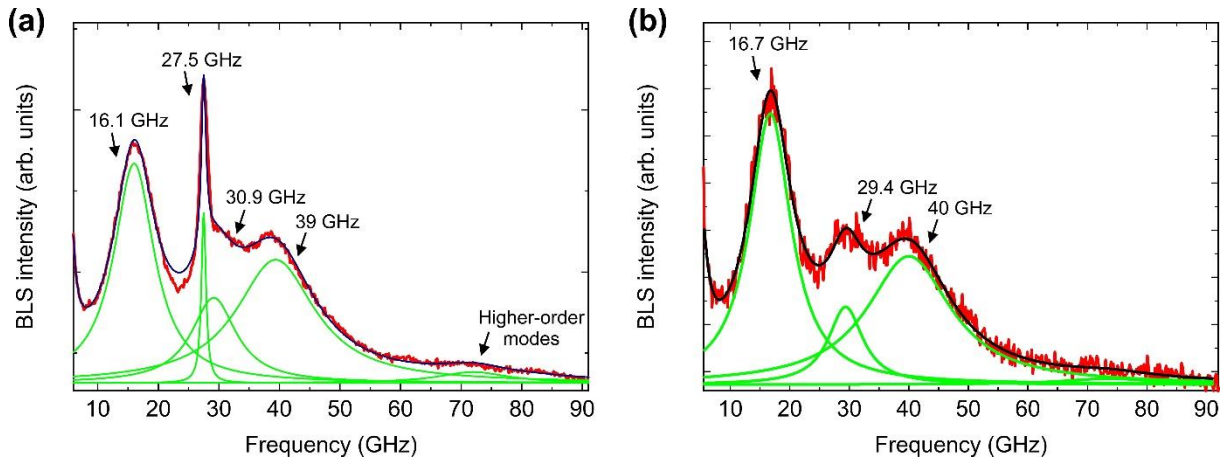 (a)
27.5 GHz
16.1 GHz
30.9 GHz
39 GHz
Higher-order
modes
BLS intensity (arb. units)
10 20 30 40 50 60 70 80 90
Frequency (GHz)
(b)
16.7 GHz
29.4 GHz
40 GHz
BLS intensity (arb. units)
10 20 30 40 50 60 70 80 90
Frequency (GHz)